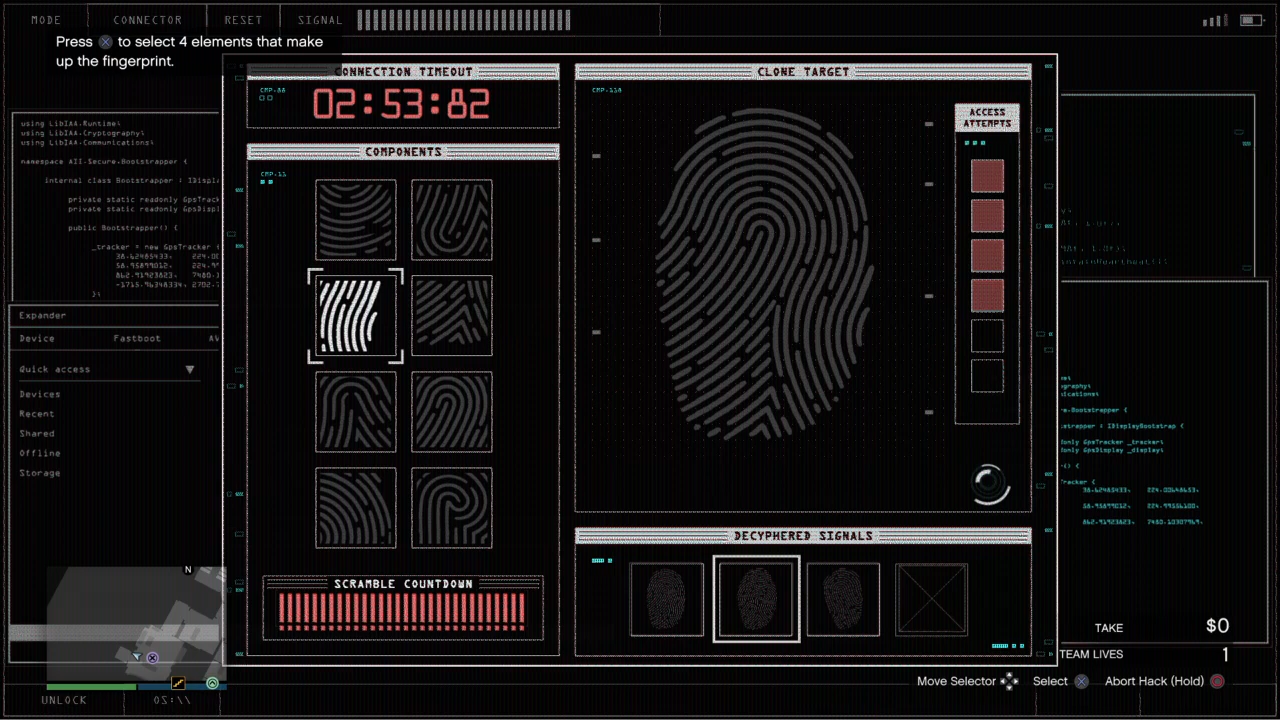 MODE
CONNECTOR
RESET
SIGNAL
Press to select 4 elements that make
up the fingerprint.
CONNECTION TIMEOUT
02:53:82
COMPONENTS
CLONE TARGET
ACCESS
ATTEMPTS
using LibIAA.Runtime\
using LibIAA.Cryptography\
using LibIAA.Communications\
namespace AII-Secure.Bootstrapper {
internal class Bootstrapper : IDispl
private static readonly GpsTrack
private static readonly GpsDispl
public Bootstrapper() {
_tracker = new GpsTracker
Expander
Device
Fastboot
Quick access
Devices
Recent
Shared
Offline
Storage
SCRAMBLE COUNTDOWN
DECYPHERED SIGNALS
N
TAKE
$0
TEAM LIVES
1
Move Selector
Select
Abort Hack (Hold)
UNLOCK
OS:\\